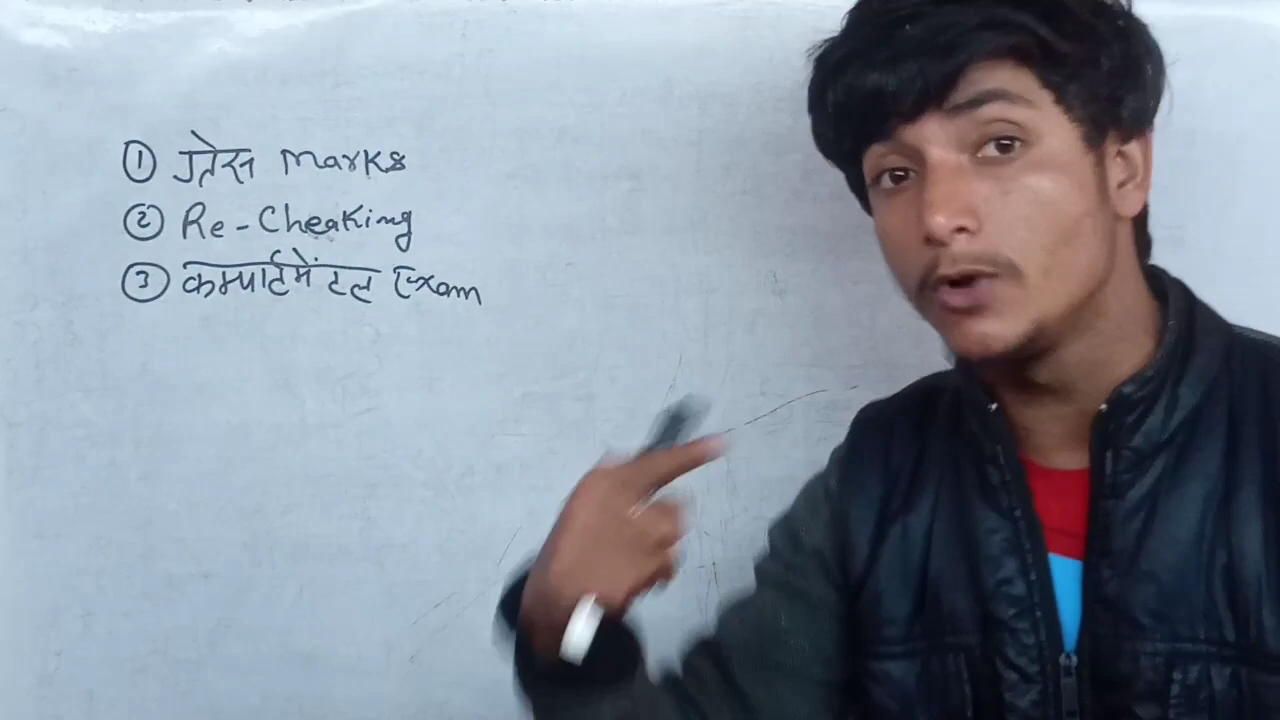 ① ग्रेस Marks
② Re-Cheaking
③ कम्पार्टमेंटल Exam